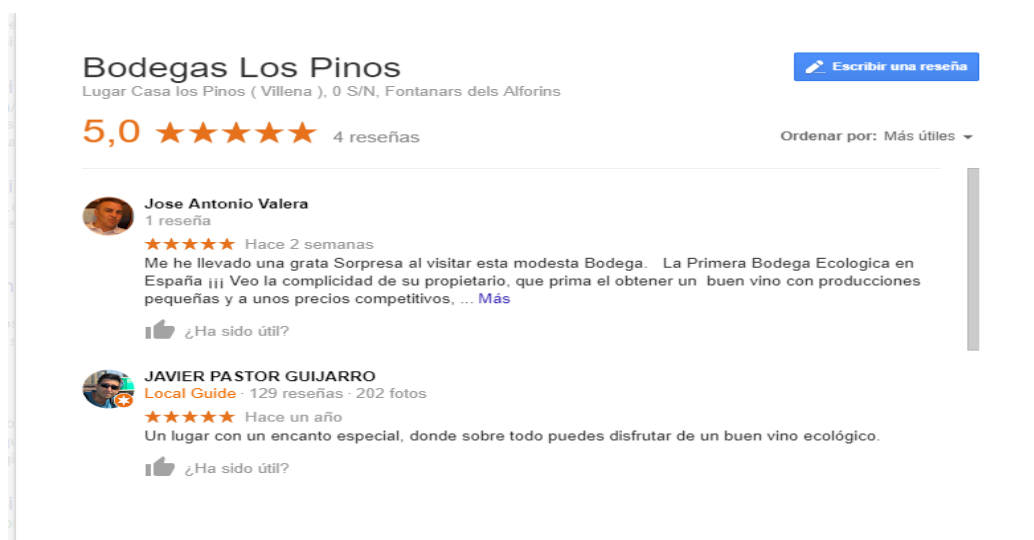 Bodegas Los Pinos
Escribir una reseña
Lugar Casa los Pinos ( Villena ), 0 S/N, Fontanars dels Alforins
5,0 ★★★★★ 4 reseñas
Ordenar por: Más útiles
Jose Antonio Valera
1 reseña
★★★★★ Hace 2 semanas
Me he llevado una grata Sorpresa al visitar esta modesta Bodega. La Primera Bodega Ecologica en
España ¡¡¡ Veo la complicidad de su propietario, que prima el obtener un buen vino con producciones
pequeñas y a unos precios competitivos, ... Más
¿Ha sido útil?
JAVIER PASTOR GUIJARRO
Local Guide · 129 reseñas · 202 fotos
★★★★★ Hace un año
Un lugar con un encanto especial, donde sobre todo puedes disfrutar de un buen vino ecológico.
¿Ha sido útil?